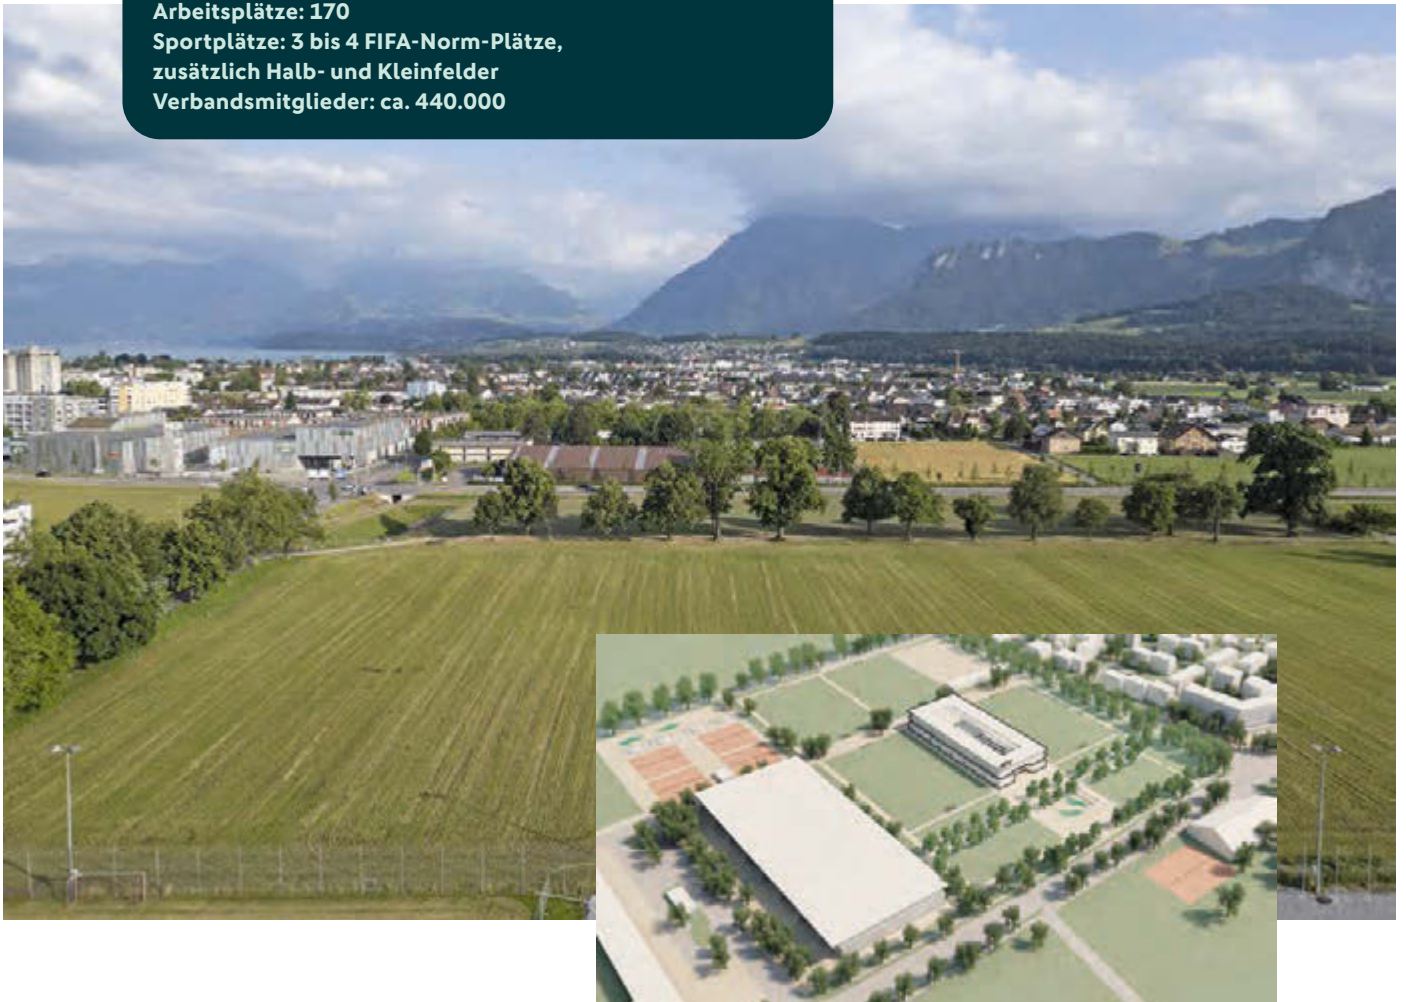 Arbeitsplätze: 170
Sportplätze: 3 bis 4 FIFA-Norm-Plätze,
zusätzlich Halb- und Kleinfelder
Verbandsmitglieder: ca. 440.000